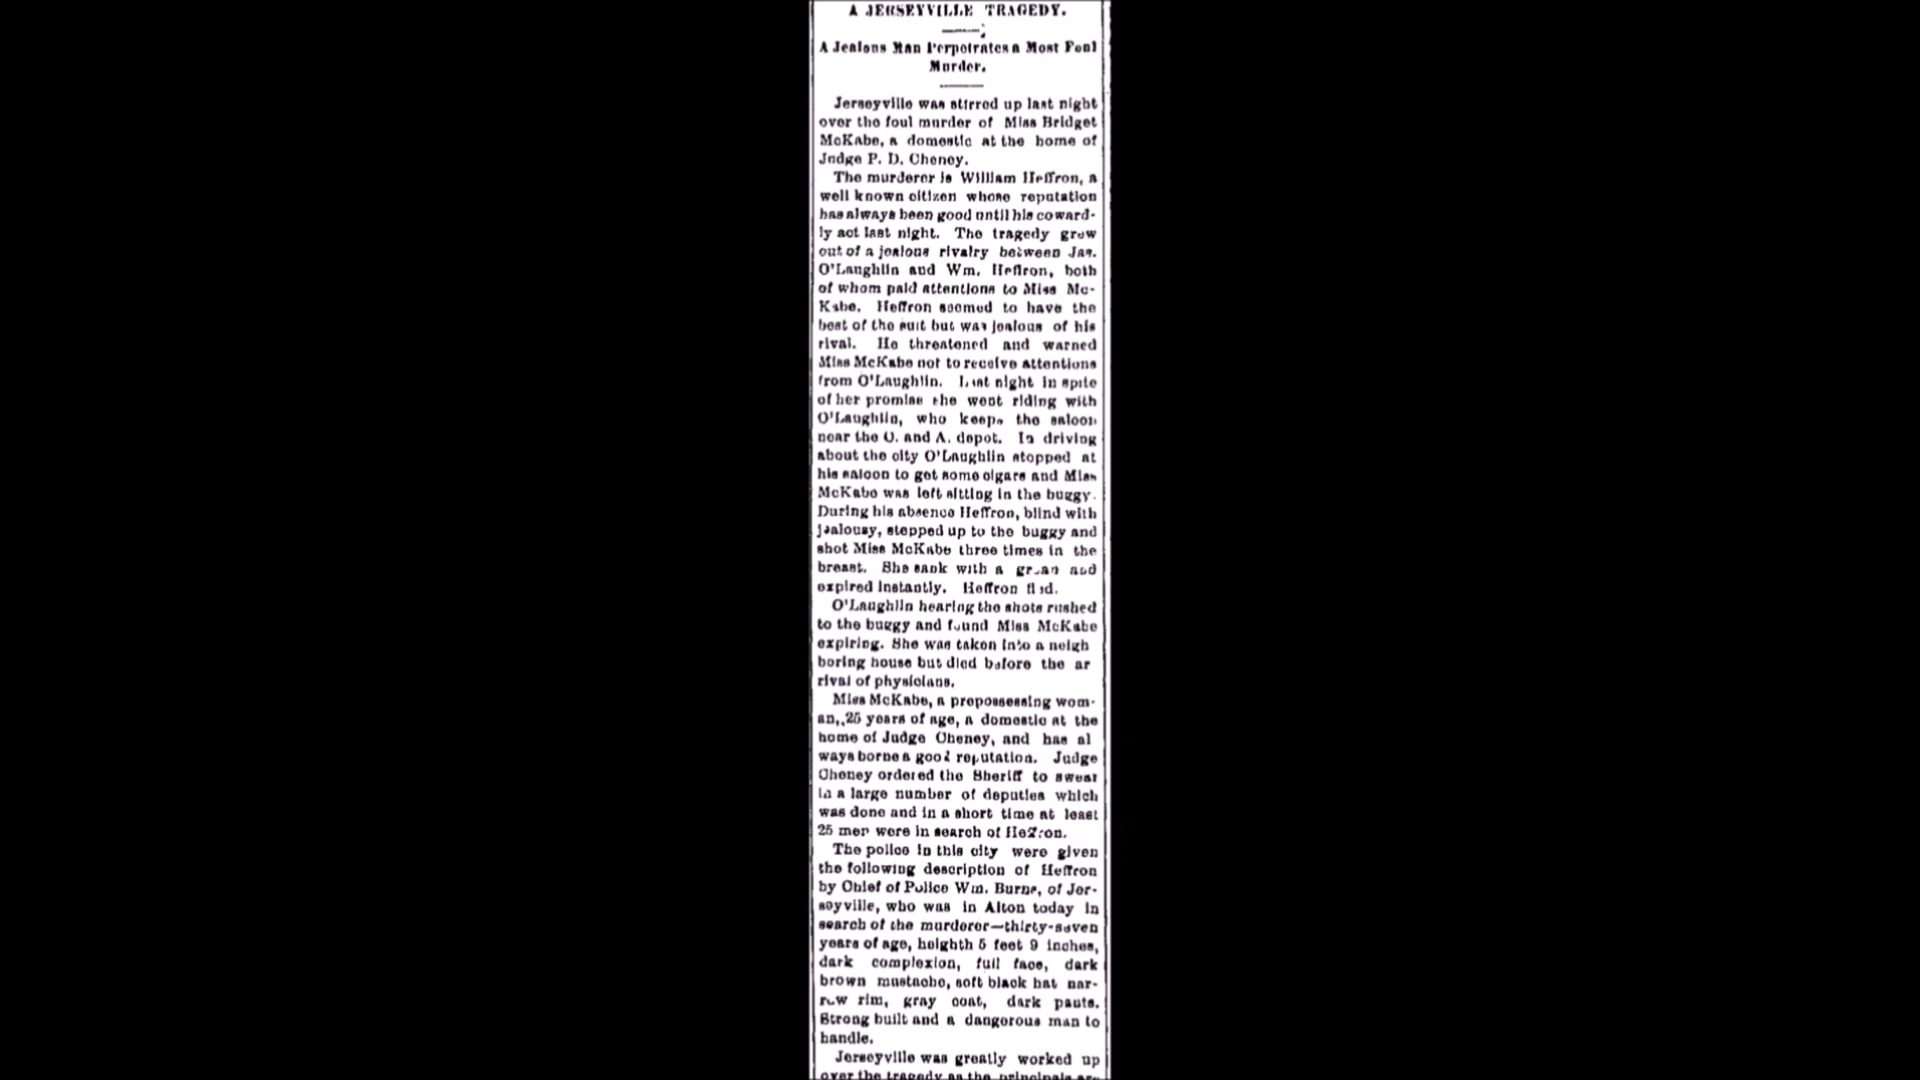 A JERSEYVILLE TRAGEDY.
A Jealous Man Perpetrates a Most Foul
Murder.
Jerseyville was stirred up last night
over the foul murder of Miss Bridget
McKabe, a domestic at the home of
Judge P. D. Cheney.
The murderer is William Heffron, a
well known citizen whose reputation
has always been good until his coward-
ly act last night. The tragedy grew
out of a jealous rivalry between Jas.
O'Laughlin and Wm. Heffron, both
of whom paid attentions to Miss Mc-
Kabe. Heffron seemed to have the
best of the suit but was jealous of his
rival. He threatened and warned
Miss McKabe not to receive attentions
from O'Laughlin. Last night in spite
of her promise she went riding with
O'Laughlin, who keeps the saloon
near the C. and A. depot. In driving
about the city O'Laughlin stopped at
his saloon to get some cigars and Miss
McKabe was left sitting in the buggy.
During his absence Heffron, blind with
jealousy, stepped up to the buggy and
shot Miss McKabe three times in the
breast. She sank with a groan and
expired instantly. Heffron fled.
O'Laughlin hearing the shots rushed
to the buggy and found Miss McKabe
expiring. She was taken into a neigh
boring house but died before the ar
rival of physicians.
Miss McKabe, a prepossessing wom-
an,,25 years of age, a domestic at the
home of Judge Cheney, and has al
ways borne a good reputation. Judge
Cheney ordered the Sheriff to swear
in a large number of deputies which
was done and in a short time at least
25 men were in search of Heffron.
The police in this city were given
the following description of Heffron
by Chief of Police Wm. Burns, of Jer-
seyville, who was in Alton today in
search of the murderer—thirty-seven
years of age, heighth 5 feet 9 inches,
dark complexion, full face, dark
brown mustache, soft black hat nar-
row rim, gray coat, dark pants.
Strong built and a dangerous man to
handle.
Jerseyville was greatly worked up
over the tragedy as the principals are